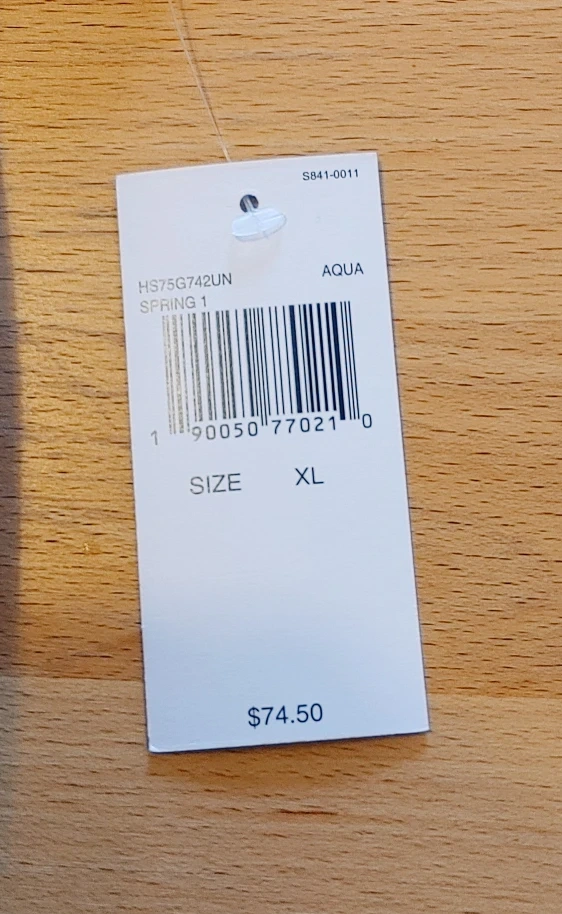 S841-0011
HS75G742UN AQUA
SPRING 1
1 90050 77021 0
SIZE XL
$74.50